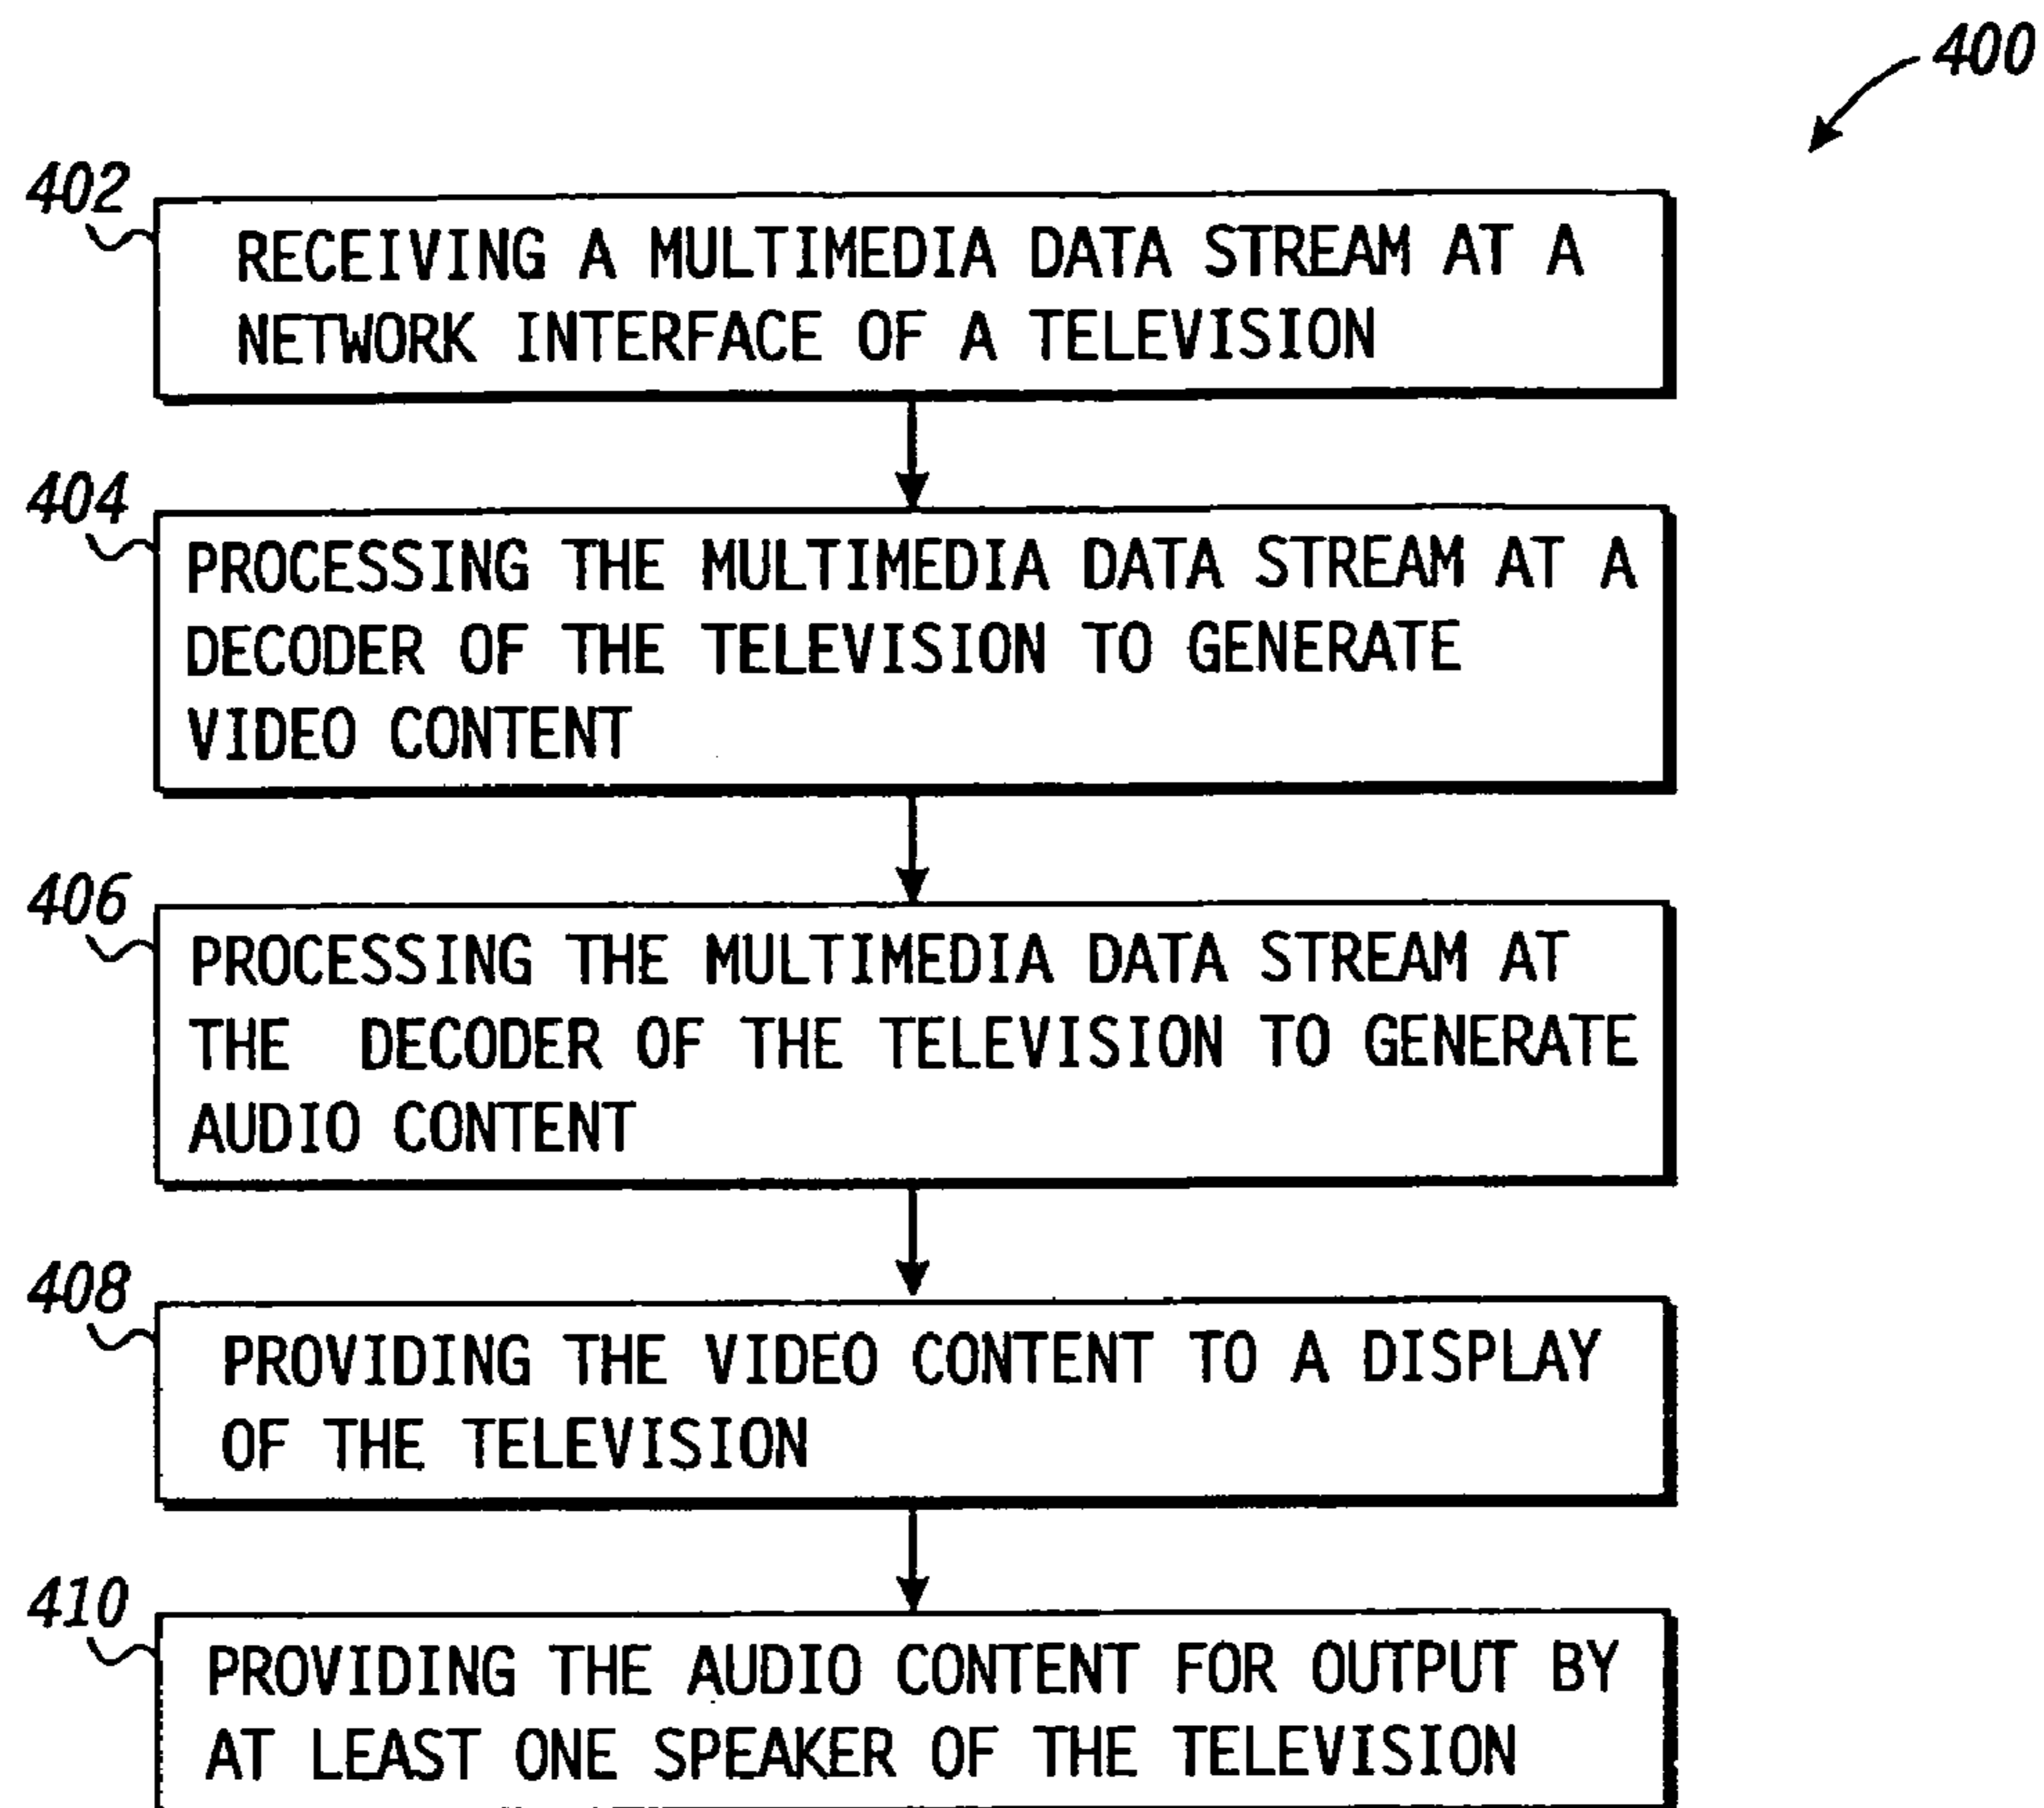 400
402
RECEIVING A MULTIMEDIA DATA STREAM AT A
NETWORK INTERFACE OF A TELEVISION
404
PROCESSING THE MULTIMEDIA DATA STREAM AT A
DECODER OF THE TELEVISION TO GENERATE
VIDEO CONTENT
406
PROCESSING THE MULTIMEDIA DATA STREAM AT
THE DECODER OF THE TELEVISION TO GENERATE
AUDIO CONTENT
408
PROVIDING THE VIDEO CONTENT TO A DISPLAY
OF THE TELEVISION
410
PROVIDING THE AUDIO CONTENT FOR OUTPUT BY
AT LEAST ONE SPEAKER OF THE TELEVISION